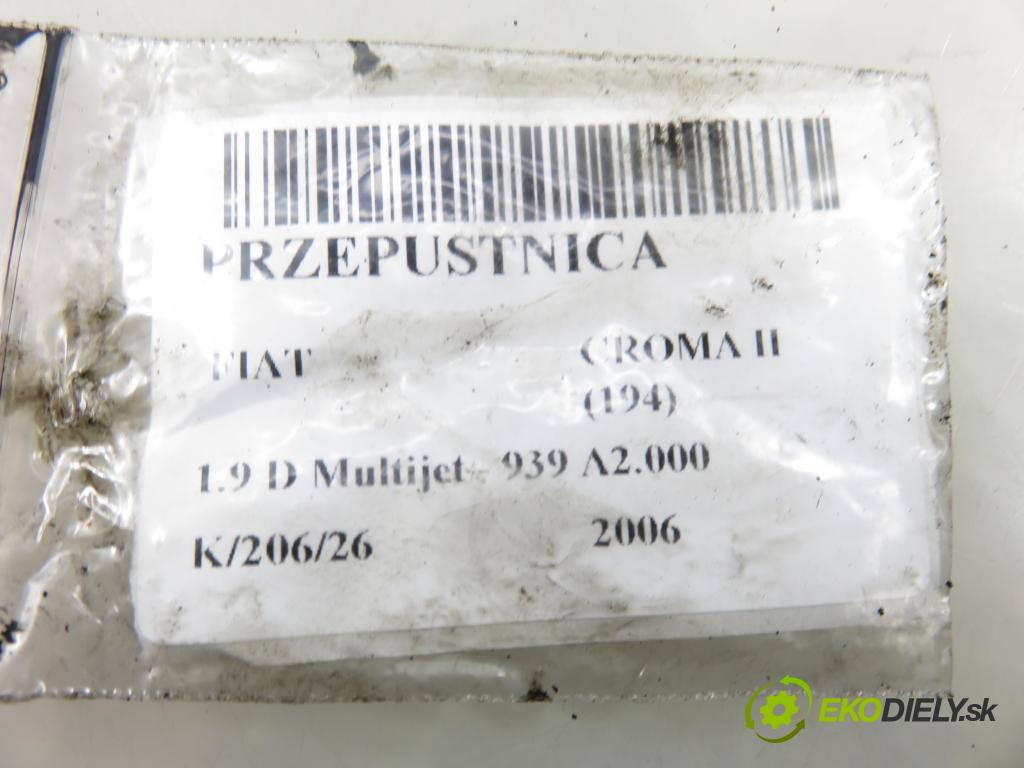 PRZEPUSTNICA
FIAT CROMA II
(194)
1.9 D Multijet - 939 A2.000
K/206/26 2006
EKODIELY.sk